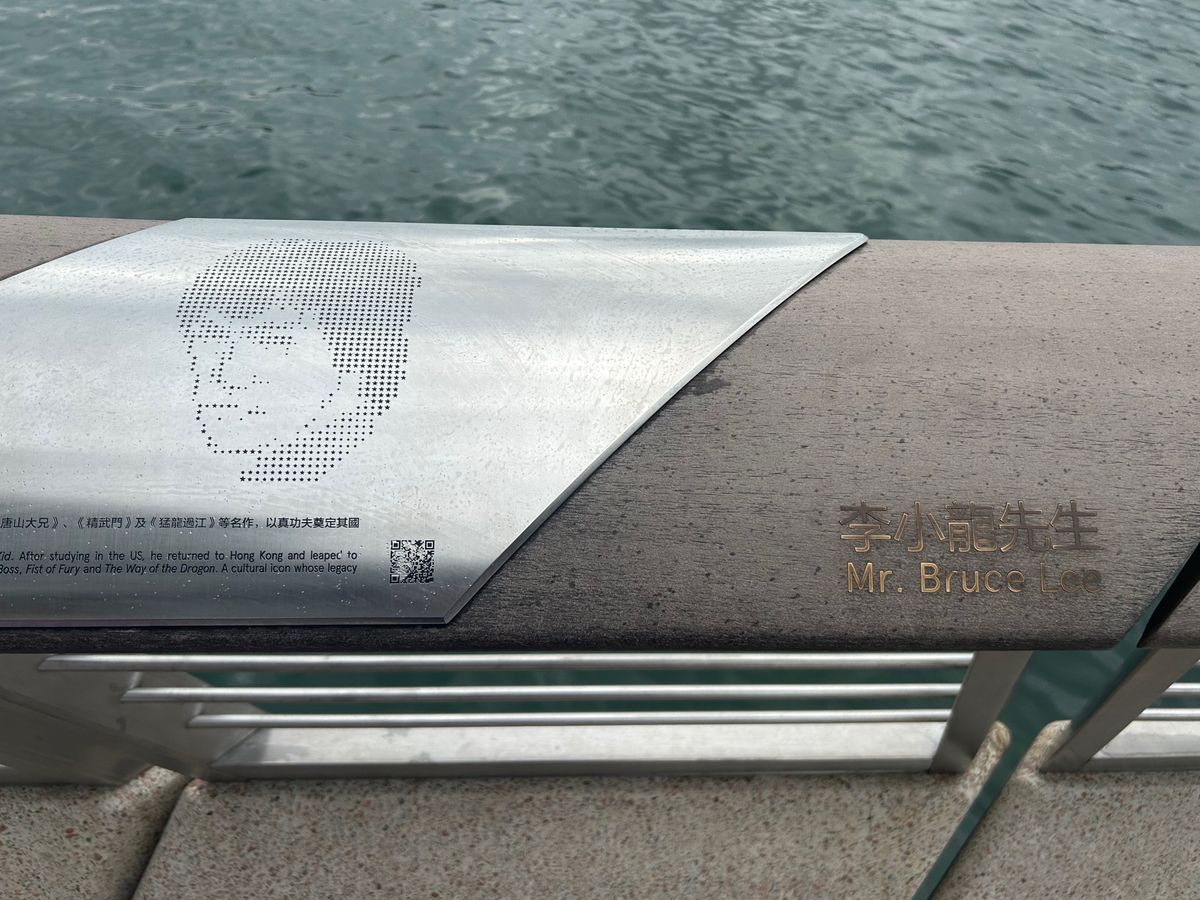 唐山大兄》、《精武門》及《猛龍過江》等名作，以真功夫奠定其國
Kid. After studying in the US, he returned to Hong Kong and leaped to
Boss, Fist of Fury and The Way of the Dragon. A cultural icon whose legacy
李小龍先生
Mr. Bruce Lee